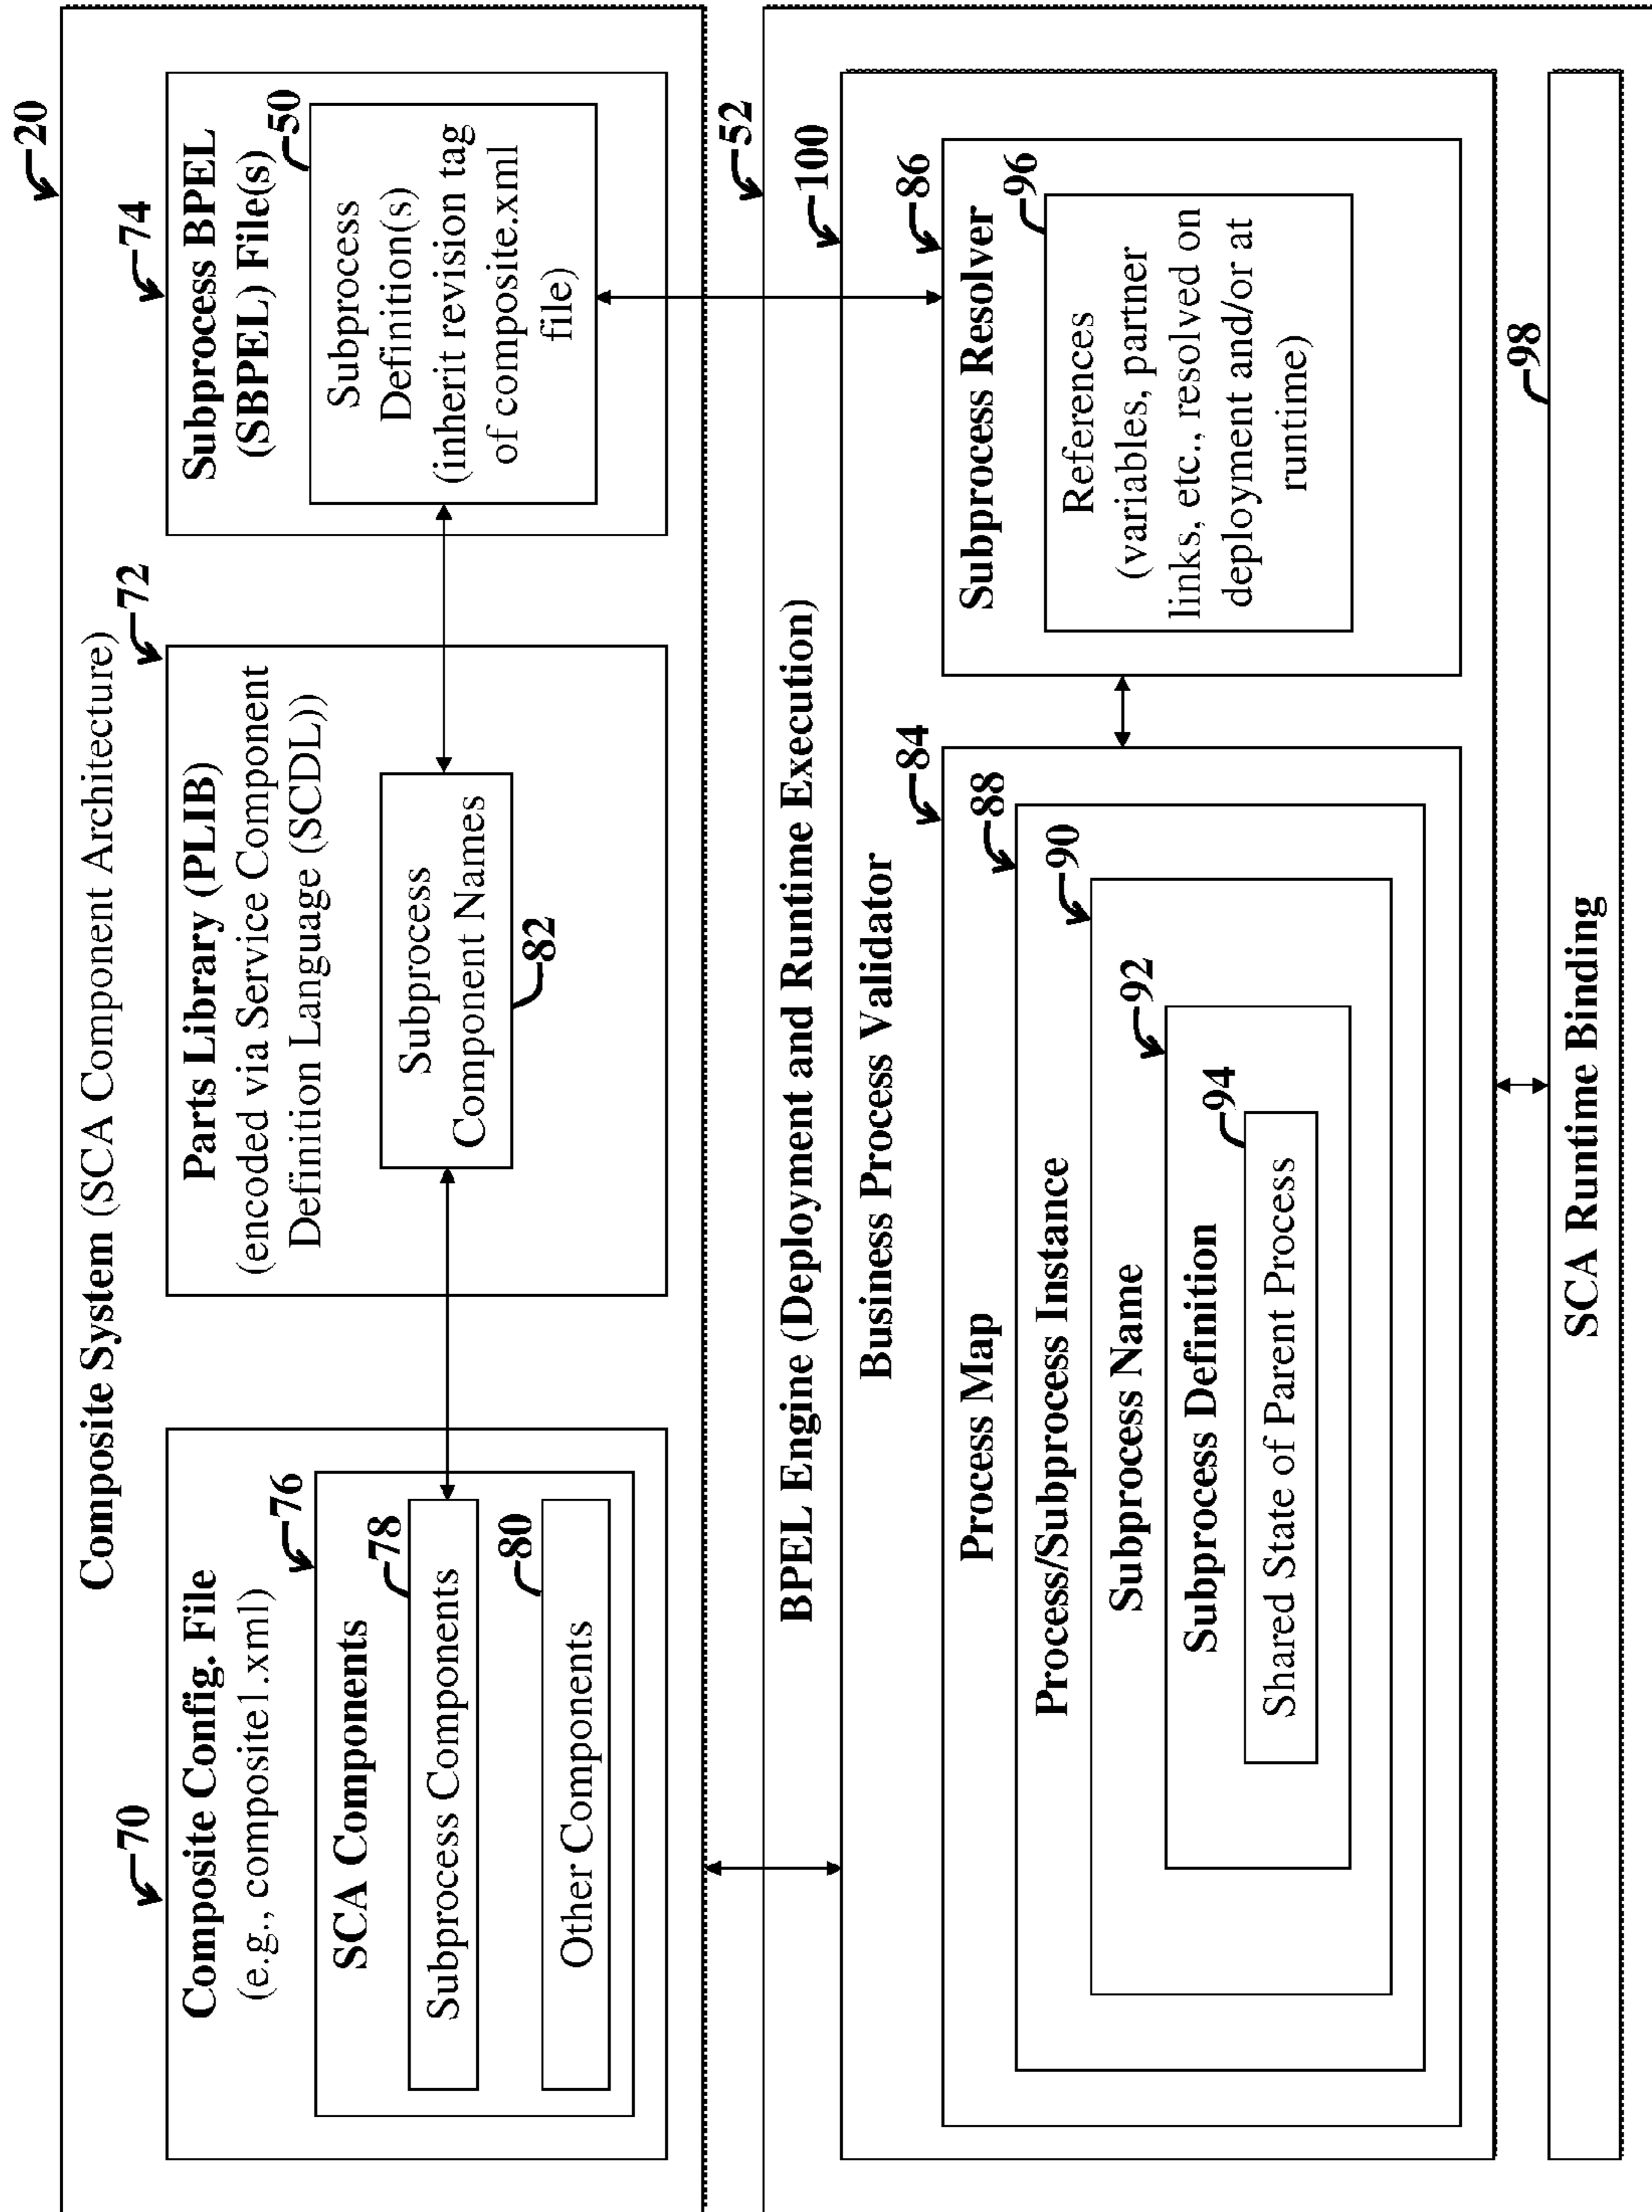 20
Composite System (SCA Component Architecture)
70
Composite Config. File
(e.g., composite1.xml)
76
SCA Components
78
Subprocess Components
80
Other Components
72
Parts Library (PLIB)
(encoded via Service Component
Definition Language (SCDL))
Subprocess
Component Names
82
74
Subprocess BPEL
(SBPEL) File(s)
50
Subprocess
Definition(s)
(inherit revision tag
of composite.xml
file)
52
BPEL Engine (Deployment and Runtime Execution)
100
Business Process Validator
84
Process Map
88
Process/Subprocess Instance
90
Subprocess Name
92
Subprocess Definition
94
Shared State of Parent Process
86
Subprocess Resolver
96
References
(variables, partner
links, etc., resolved on
deployment and/or at
runtime)
98
SCA Runtime Binding